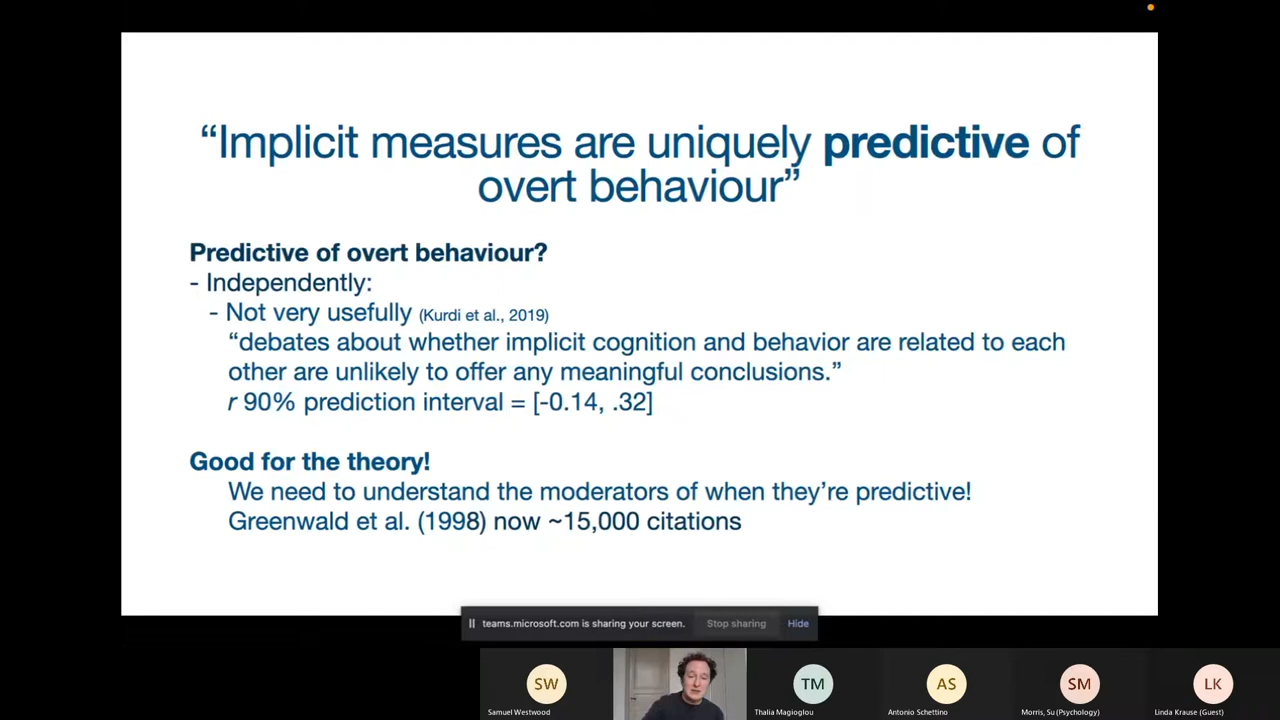 “Implicit measures are uniquely predictive of
overt behaviour”
Predictive of overt behaviour?
- Independently:
- Not very usefully (Kurdi et al., 2019)
“debates about whether implicit cognition and behavior are related to each
other are unlikely to offer any meaningful conclusions.”
r 90% prediction interval = [-0.14, .32]
Good for the theory!
We need to understand the moderators of when they’re predictive!
Greenwald et al. (1998) now ~15,000 citations
teams.microsoft.com is sharing your screen. Stop sharing Hide
SW TM AS SM LK
Samuel Westwood Thalia Magioglou Antonio Schettino Morris, Su (Psychology) Linda Krause (Guest)